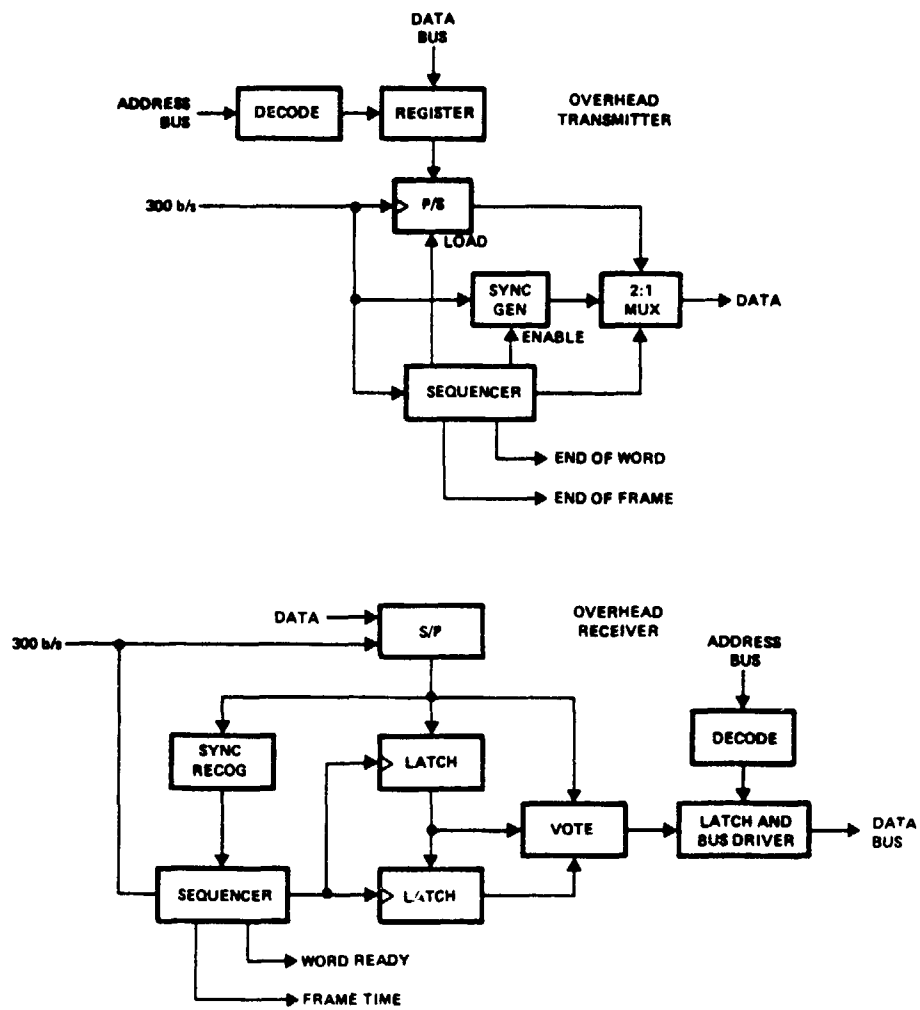 DATA
BUS
ADDRESS
BUS
DECODE
REGISTER
OVERHEAD
TRANSMITTER
300 b/s
P/S
LOAD
SYNC
GEN
2:1
MUX
DATA
ENABLE
SEQUENCER
END OF WORD
END OF FRAME
DATA
S/P
OVERHEAD
RECEIVER
300 b/s
ADDRESS
BUS
DECODE
SYNC
RECOG
LATCH
VOTE
LATCH AND
BUS DRIVER
DATA
BUS
SEQUENCER
LATCH
WORD READY
FRAME TIME